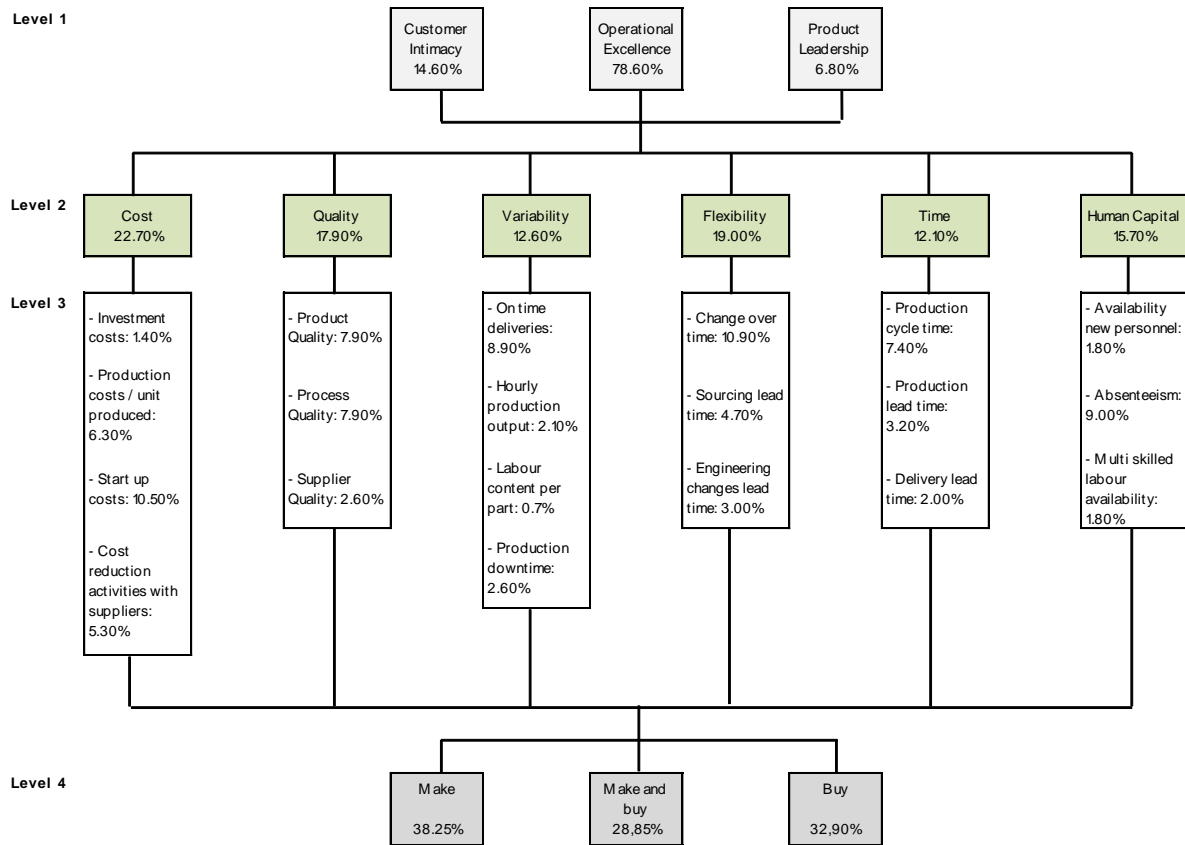 Level 1
Customer
Intimacy
14.60%
Operational
Excellence
78.60%
Product
Leadership
6.80%
Level 2
Cost
22.70%
Quality
17.90%
Variability
12.60%
Flexibility
19.00%
Time
12.10%
Human Capital
15.70%
Level 3
- Investment
costs: 1.40%
- Production
costs / unit
produced:
6.30%
- Start up
costs: 10.50%
- Cost
reduction
activities with
suppliers:
5.30%
- Product
Quality: 7.90%
- Process
Quality: 7.90%
- Supplier
Quality: 2.60%
- On time
deliveries:
8.90%
- Hourly
production
output: 2.10%
- Labour
content per
part: 0.7%
- Production
downtime:
2.60%
- Change over
time: 10.90%
- Sourcing lead
time: 4.70%
- Engineering
changes lead
time: 3.00%
- Production
cycle time:
7.40%
- Production
lead time:
3.20%
- Delivery lead
time: 2.00%
- Availability
new personnel:
1.80%
- Absenteeism:
9.00%
- Multi skilled
labour
availability:
1.80%
Level 4
Make
38.25%
Make and
buy
28,85%
Buy
32,90%